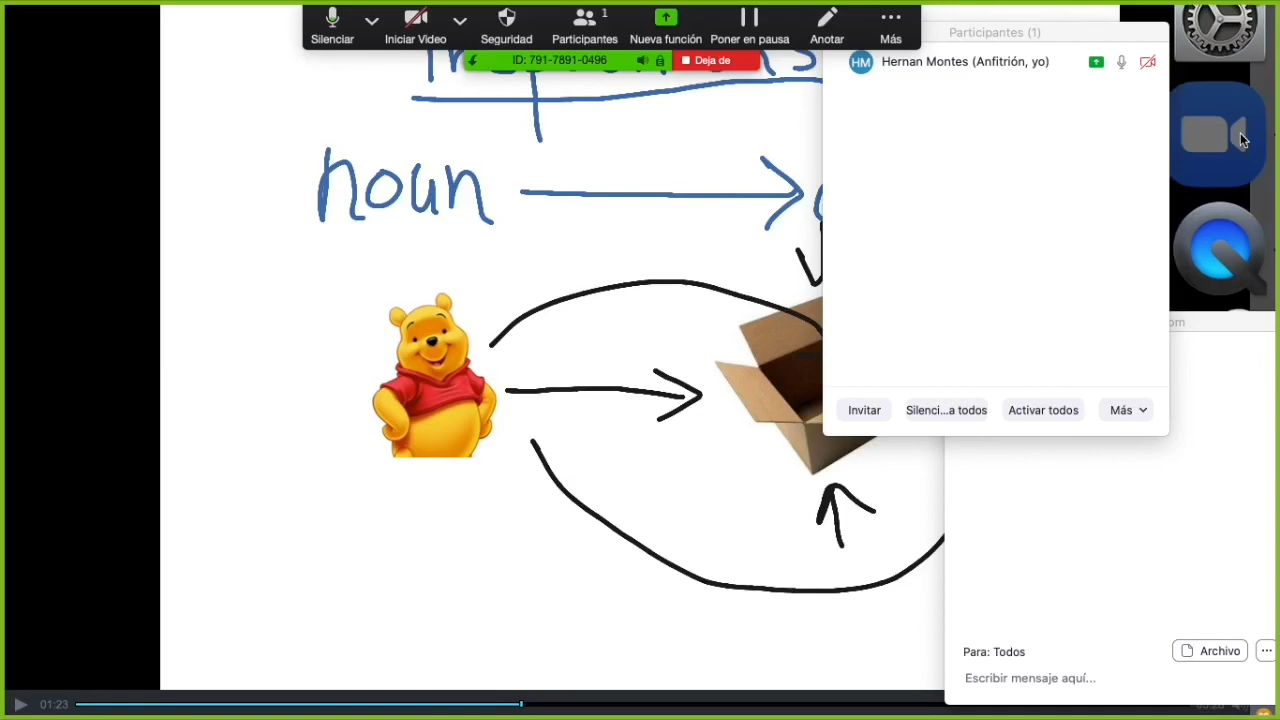 Silenciar
Iniciar Video
Seguridad
Participantes 1
Nueva función
Poner en pausa
Anotar
Más
ID: 791-7891-0496
Deja de
Participantes (1)
HM Hernan Montes (Anfitrión, yo)
noun
Invitar
Silenci...a todos
Activar todos
Más
Para: Todos
Archivo
Escribir mensaje aquí...
01:23